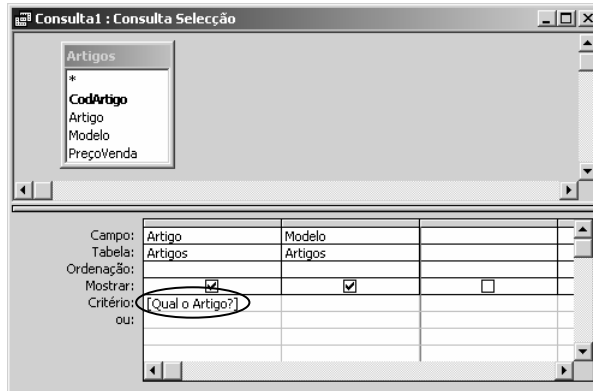 Consulta1 : Consulta Selecção
Artigos
*
CodArtigo
Artigo
Modelo
PreçoVenda
Campo: Artigo Modelo
Tabela: Artigos Artigos
Ordenação:
Mostrar:
Critério: [Qual o Artigo?]
ou: